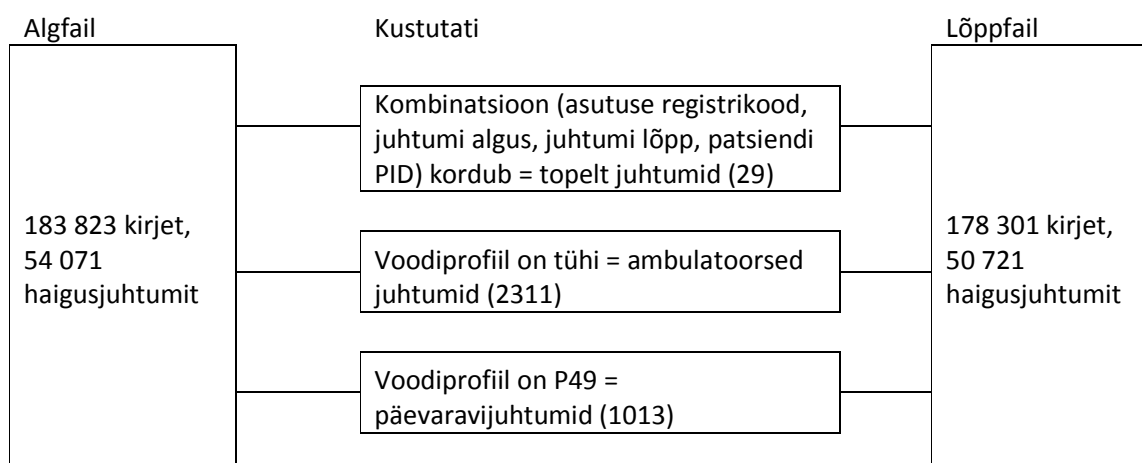 Algfail
Kustutati
Lõppfail
183 823 kirjet,
54 071
haigusjuhtumit
Kombinatsioon (asutuse registrikood,
juhtumi algus, juhtumi lõpp, patsiendi
PID) kordub = topelt juhtumid (29)
Voodiprofiil on tühi = ambulatoorsed
juhtumid (2311)
Voodiprofiil on P49 =
päevaravijuhtumid (1013)
178 301 kirjet,
50 721
haigusjuhtumit